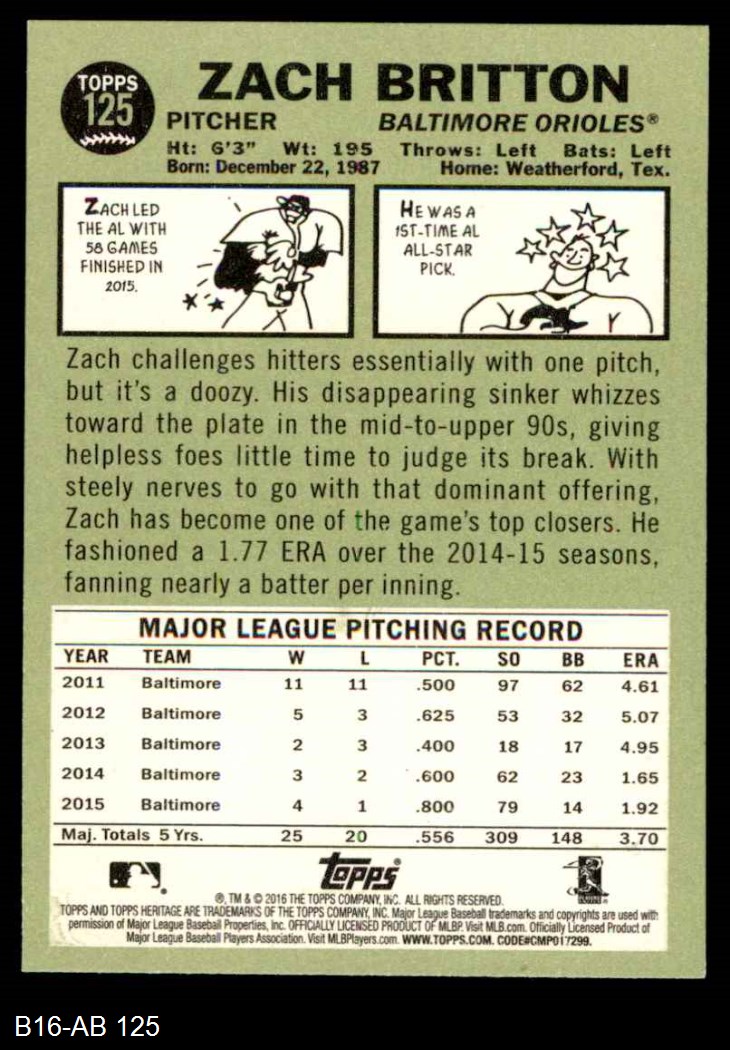 ZACH BRITTON
TOPPS
125
PITCHER BALTIMORE ORIOLES®
Ht: 6'3" Wt: 195 Throws: Left Bats: Left
Born: December 22, 1987 Home: Weatherford, Tex.
ZACH LED
THE AL WITH
58 GAMES
FINISHED IN
2015.
HE WAS A
1ST-TIME AL
ALL-STAR
PICK.
Zach challenges hitters essentially with one pitch,
but it's a doozy. His disappearing sinker whizzes
toward the plate in the mid-to-upper 90s, giving
helpless foes little time to judge its break. With
steely nerves to go with that dominant offering,
Zach has become one of the game's top closers. He
fashioned a 1.77 ERA over the 2014-15 seasons,
fanning nearly a batter per inning.
MAJOR LEAGUE PITCHING RECORD
YEAR TEAM W L PCT. SO BB ERA
2011 Baltimore 11 11 .500 97 62 4.61
2012 Baltimore 5 3 .625 53 32 5.07
2013 Baltimore 2 3 .400 18 17 4.95
2014 Baltimore 3 2 .600 62 23 1.65
2015 Baltimore 4 1 .800 79 14 1.92
Maj. Totals 5 Yrs. 25 20 .556 309 148 3.70
Topps®
®, TM & © 2016 THE TOPPS COMPANY, INC. ALL RIGHTS RESERVED.
TOPPS AND TOPPS HERITAGE ARE TRADEMARKS OF THE TOPPS COMPANY, INC. Major League Baseball trademarks and copyrights are used with
permission of Major League Baseball Properties, Inc. OFFICIALLY LICENSED PRODUCT OF MLBP. Visit MLB.com. Officially Licensed Product of
Major League Baseball Players Association. Visit MLBPlayers.com. WWW.TOPPS.COM. CODE#CMP017299.
B16-AB 125